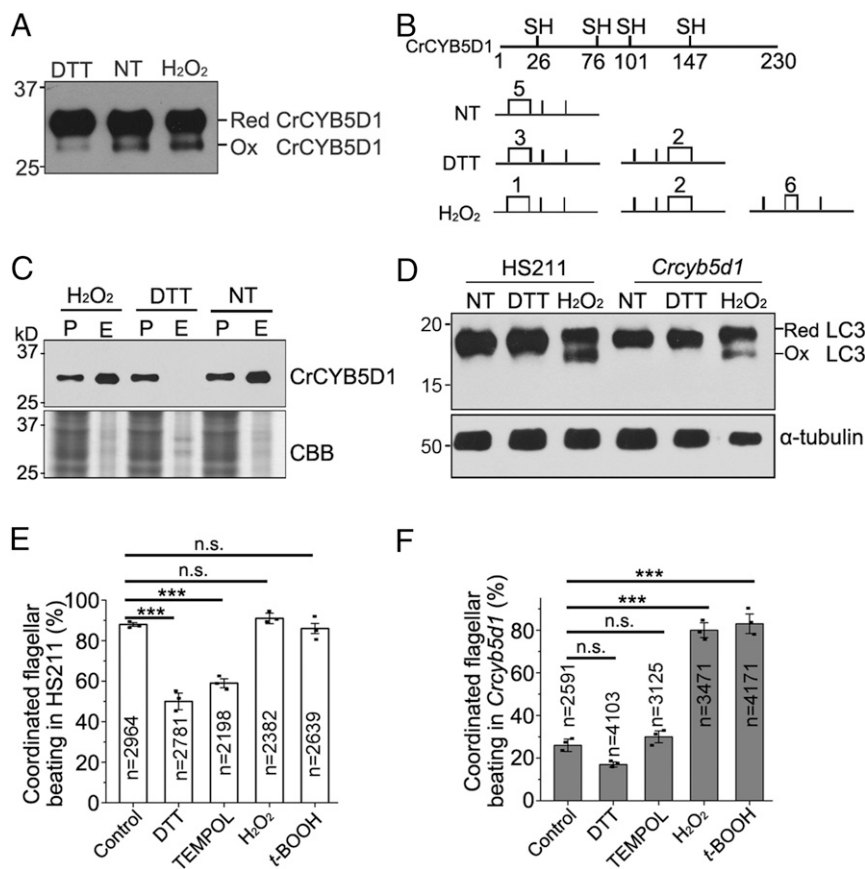 A
DTT NT H₂O₂
37
Red CrCYB5D1
Ox CrCYB5D1
25
B
SH SH SH SH
CrCYB5D1
1 26 76 101 147 230
5
NT
3 2
DTT
1 2 6
H₂O₂
C
H₂O₂ DTT NT
kD P E P E P E
37
CrCYB5D1
25
37
CBB
25
D
HS211 Crcyb5d1
NT DTT H₂O₂ NT DTT H₂O₂
20
Red LC3
Ox LC3
15
50
α-tubulin
E
n.s.
n.s.
***
***
Coordinated flagellar
beating in HS211 (%)
100
80
60
40
20
0
n=2964
n=2781
n=2198
n=2382
n=2639
Control
DTT
TEMPOL
H₂O₂
t-BOOH
F
***
***
n.s.
n.s.
Coordinated flagellar
beating in Crcyb5d1 (%)
80
60
40
20
0
n=2591
n=4103
n=3125
n=3471
n=4171
Control
DTT
TEMPOL
H₂O₂
t-BOOH